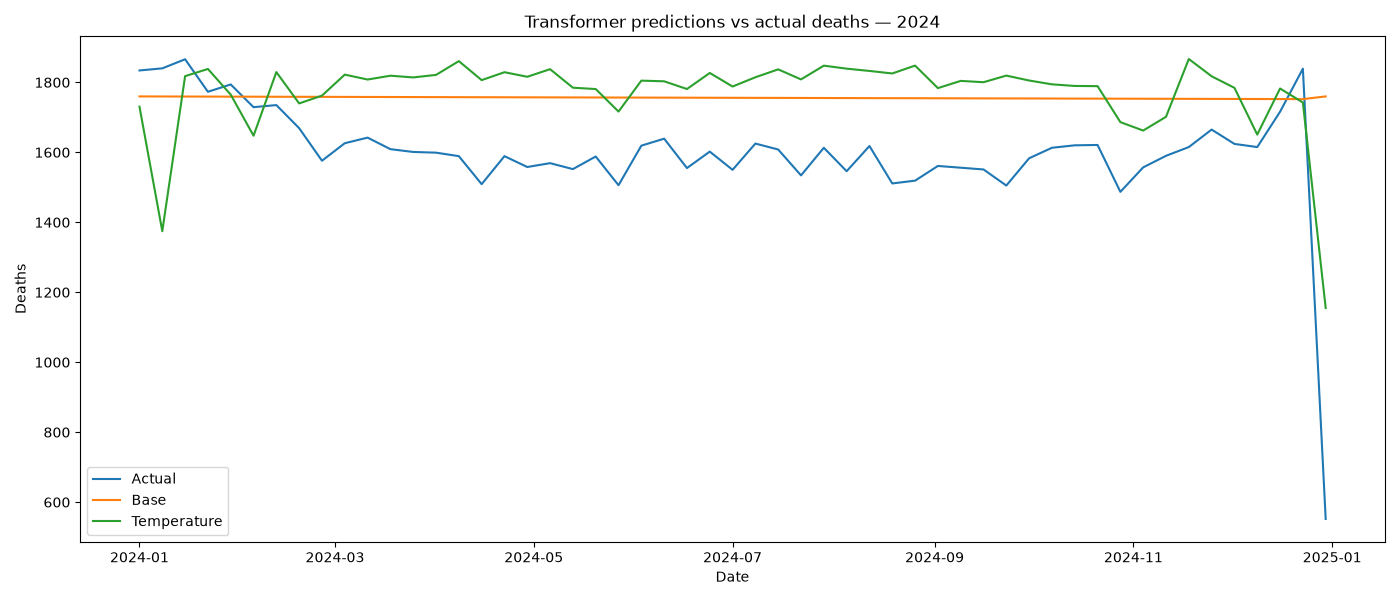 Transformer predictions vs actual deaths — 2024
Deaths
1800
1600
1400
1200
1000
800
600
Actual
Base
Temperature
2024-01
2024-03
2024-05
2024-07
2024-09
2024-11
2025-01
Date